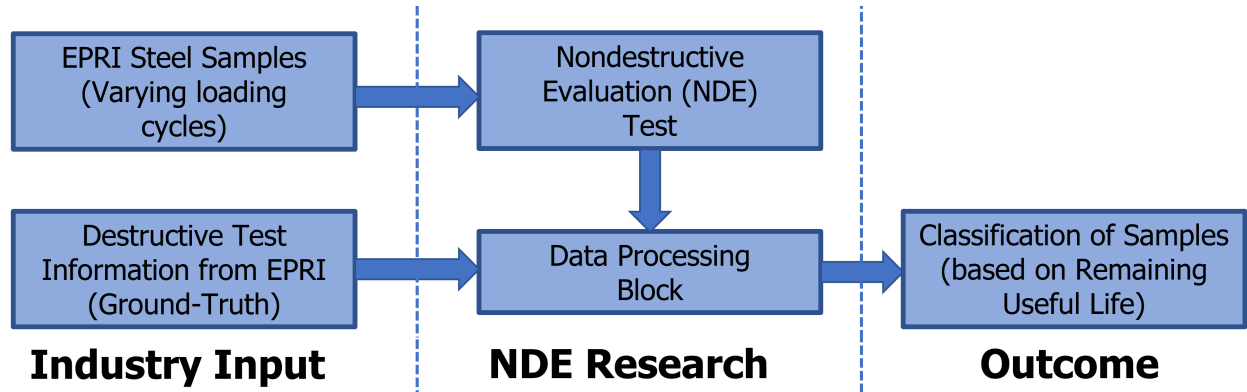 EPRI Steel Samples
(Varying loading
cycles)
Nondestructive
Evaluation (NDE)
Test
Destructive Test
Information from EPRI
(Ground-Truth)
Data Processing
Block
Classification of Samples
(based on Remaining
Useful Life)
Industry Input
NDE Research
Outcome